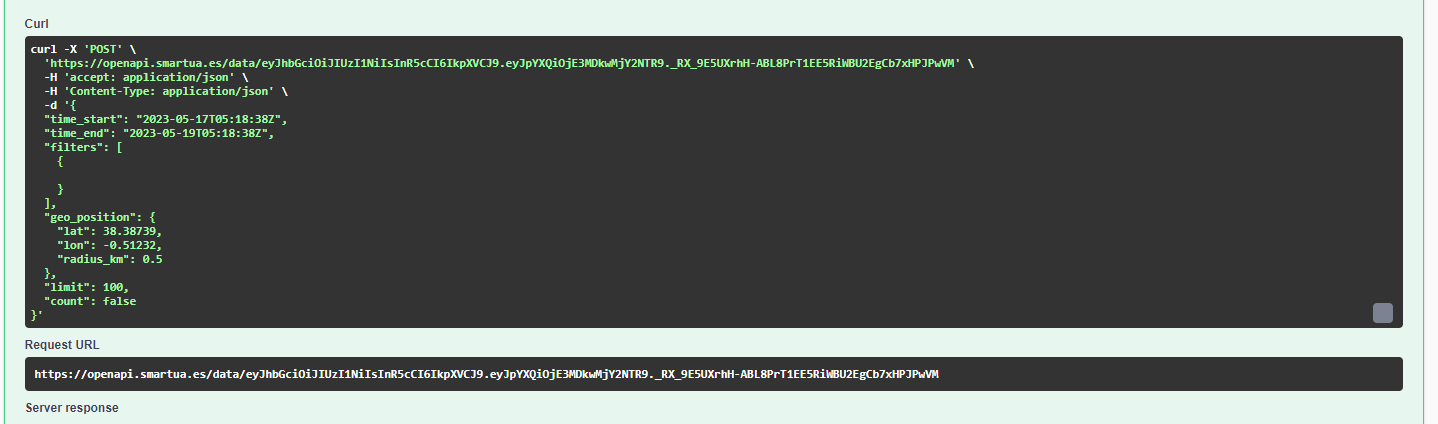 Curl
curl -X 'POST' \
'https://openapi.smartua.es/data/eyJhbGciOiJIUzI1NiIsInR5cCI6IkpXVCJ9.eyJpYXQiOjE3MDkwMjY2NTR9._RX_9E5UXrhH-ABL8PrT1EE5RiWBU2EgCb7xHPJPwVM' \
-H 'accept: application/json' \
-H 'Content-Type: application/json' \
-d '{
"time_start": "2023-05-17T05:18:38Z",
"time_end": "2023-05-19T05:18:38Z",
"filters": [
{
}
],
"geo_position": {
"lat": 38.38739,
"lon": -0.51232,
"radius_km": 0.5
},
"limit": 100,
"count": false
}'
Request URL
https://openapi.smartua.es/data/eyJhbGciOiJIUzI1NiIsInR5cCI6IkpXVCJ9.eyJpYXQiOjE3MDkwMjY2NTR9._RX_9E5UXrhH-ABL8PrT1EE5RiWBU2EgCb7xHPJPwVM
Server response